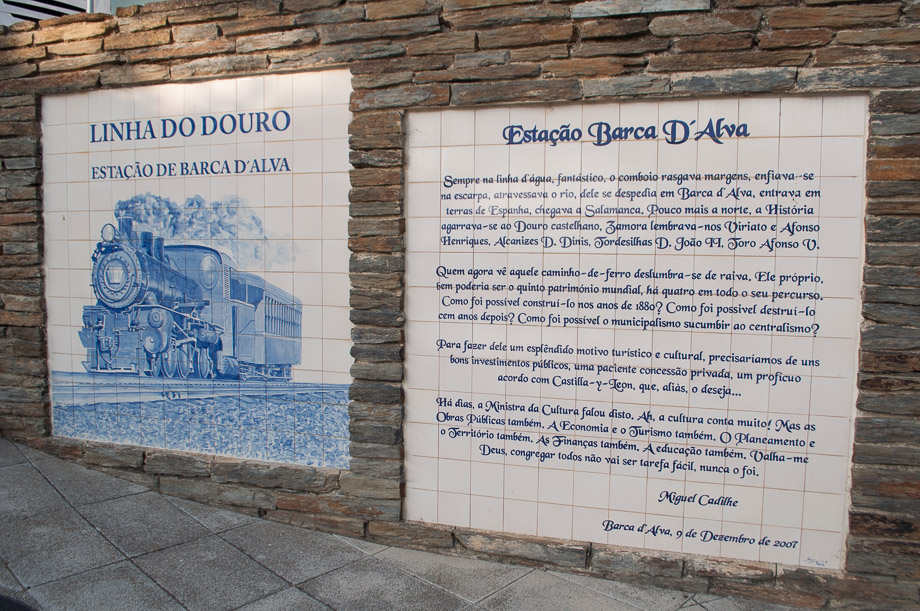 LINHA DO DOURO
ESTAÇÃO DE BARCA D'ALVA
Estação Barca D'Alva
Sempre na linha d'água, fantástico, o comboio rasgava margens, enfiava-se
na escarpa, atravessava o rio, dele se despedia em Barca d'Alva, entrava em
terras de Espanha, chegava a Salamanca. Pouco mais a norte, a História
agarrava-se ao Douro castelhano, Zamora lembrava-nos Viriato e Afonso
Henriques, Alcanizes D. Dinis, Tordesilhas D. João II, Toro Afonso V.
Quem agora vê aquele caminho-de-ferro deslumbra-se de raiva. Ele próprio,
bem poderia ser o quinto património mundial, há quatro em todo o seu percurso.
Como foi possível construí-lo nos anos de 1880? Como foi possível destruí-lo
cem anos depois? Como foi possível o municipalismo sucumbir ao centralismo?
Para fazer dele um esplêndido motivo turístico e cultural, precisaríamos de uns
bons investimentos públicos, uma paciente concessão privada, um profícuo
acordo com Castilla-y-Leon, que, aliàs, o deseja...
Há dias, a Ministra da Cultura falou disto. Ah, a cultura conta muito! Mas as
Obras Públicas também. A Economia e o Turismo também. O Planeamento e
o Território também. As Finanças também. A educação também. Valha-me
Deus, congregar todos não vai ser tarefa fácil, nunca o foi.
Miguel Cadilhe
Barca d'Alva, 9 de Dezembro de 2007